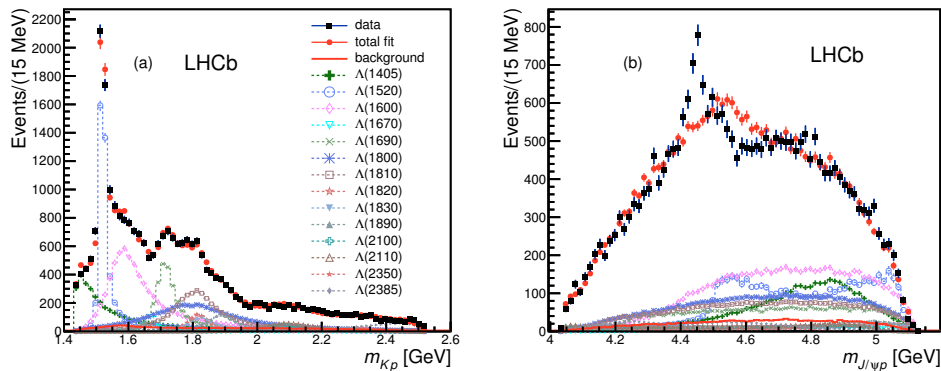 Events/(15 MeV)
2200
2000
1800
1600
1400
1200
1000
800
600
400
200
0
1.4 1.6 1.8 2 2.2 2.4 2.6
m_{Kp} [GeV]
(a)
LHCb
data
total fit
background
Λ(1405)
Λ(1520)
Λ(1600)
Λ(1670)
Λ(1690)
Λ(1800)
Λ(1810)
Λ(1820)
Λ(1830)
Λ(1890)
Λ(2100)
Λ(2110)
Λ(2350)
Λ(2385)
Events/(15 MeV)
800
700
600
500
400
300
200
100
0
4 4.2 4.4 4.6 4.8 5
m_{J/ψp} [GeV]
(b)
LHCb